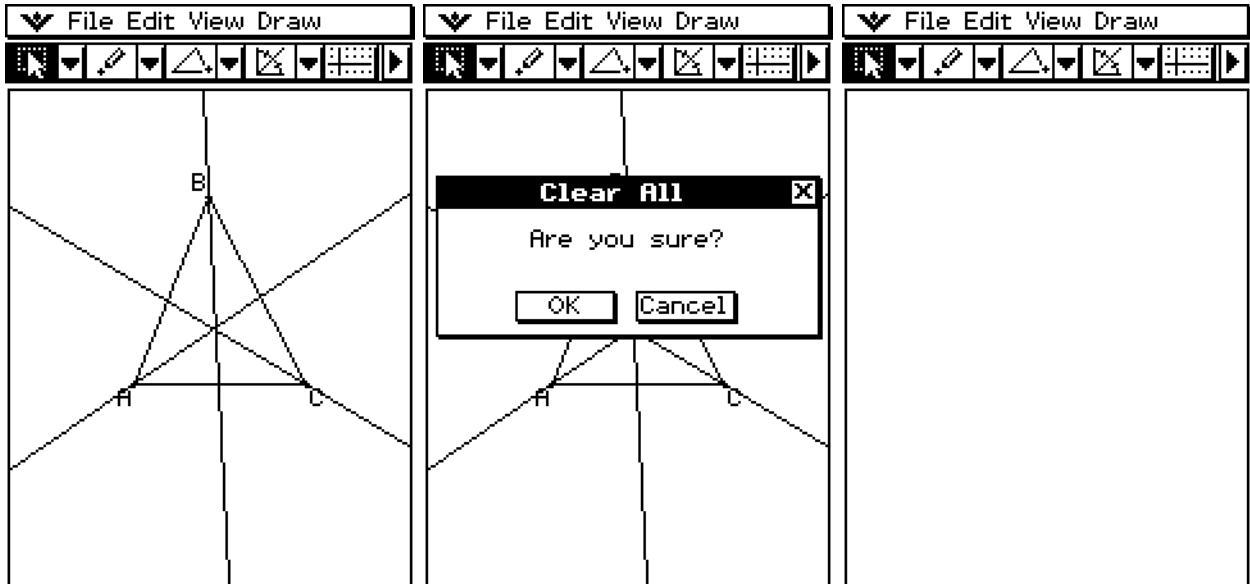 File Edit View Draw
B
A
C
File Edit View Draw
Clear All
Are you sure?
OK Cancel
A
C
File Edit View Draw